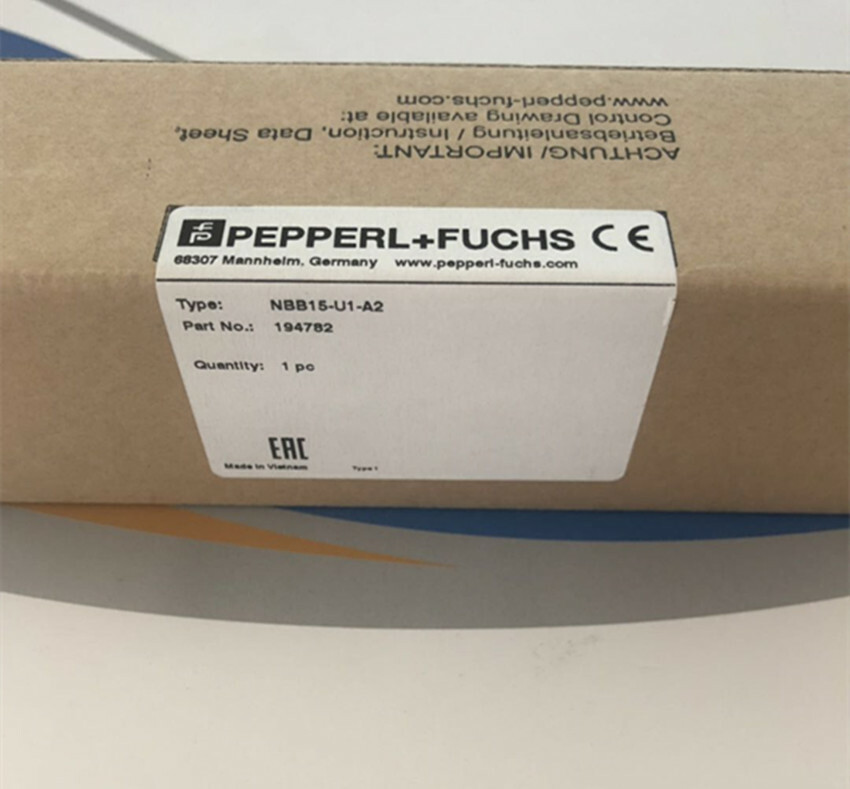 ACHTUNG/ IMPORTANT:
Betriebsanleitung / Instruction, Data Sheet,
Control Drawing available at:
www.pepperl-fuchs.com
PEPPERL+FUCHS CE
68307 Mannheim, Germany www.pepperl-fuchs.com
Type: NBB15-U1-A2
Part No.: 194782
Quantity: 1 pc
EAC
Made in Vietnam Type 1